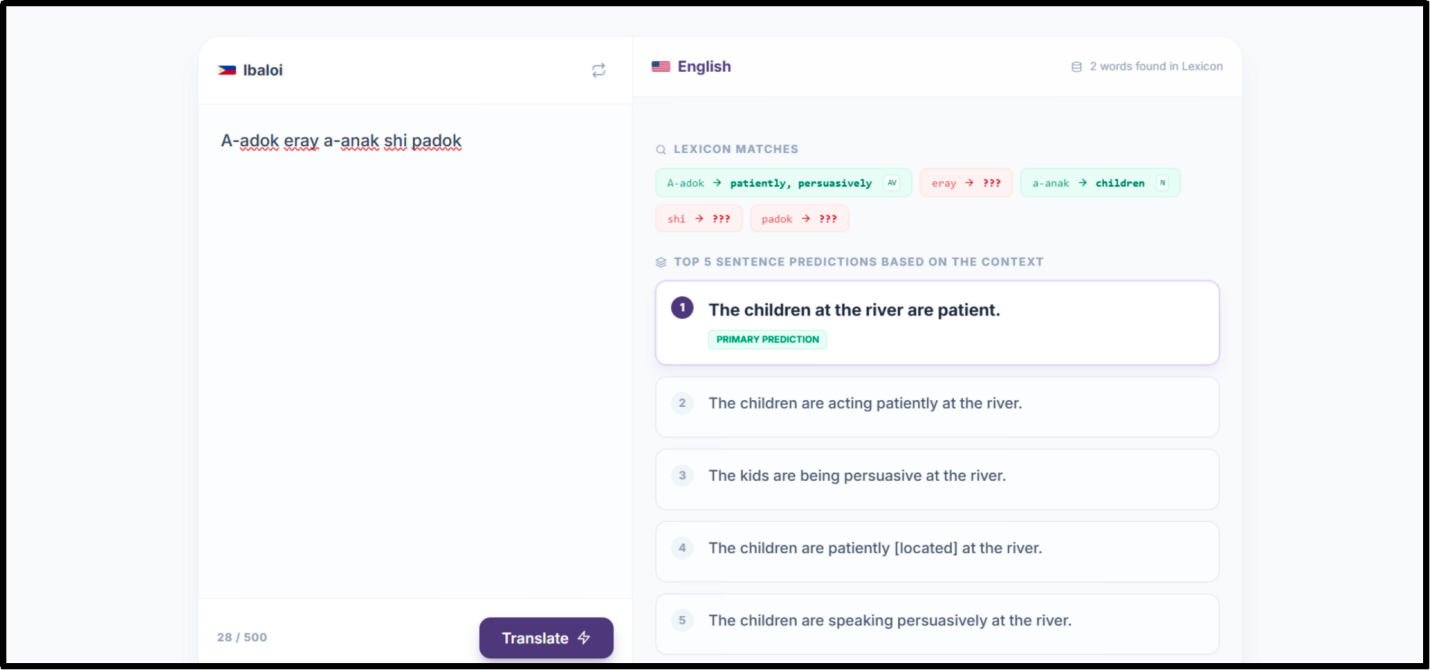 Ibaloi
A-adok eray a-anak shi padok
28 / 500
Translate
English
2 words found in Lexicon
LEXICON MATCHES
A-adok → patiently, persuasively AV eray → ??? a-anak → children N
shi → ??? padok → ???
TOP 5 SENTENCE PREDICTIONS BASED ON THE CONTEXT
1 The children at the river are patient.
PRIMARY PREDICTION
2 The children are acting patiently at the river.
3 The kids are being persuasive at the river.
4 The children are patiently [located] at the river.
5 The children are speaking persuasively at the river.